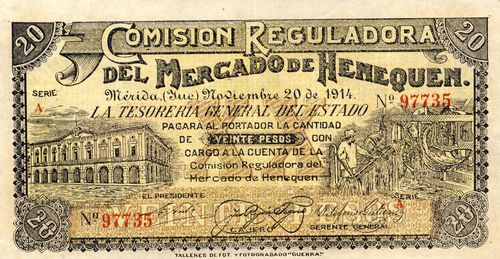 20 20
COMISION REGULADORA
DEL MERCADO DE HENEQUEN.
SERIE
A
Mérida, (Yuc) Noviembre 20 de 1914.
Nº 97735
LA TESORERÍA GENERAL DEL ESTADO
PAGARÁ AL PORTADOR LA CANTIDAD
DE VEINTE PESOS CON
CARGO A LA CUENTA DE LA
Comisión Reguladora del
Mercado de Henequen.
EL PRESIDENTE
SERIE
A
Nº 97735
CAJERO
GERENTE GENERAL
20 20
TALLERES DE FOT. Y FOTOGRABADO "GUERRA"